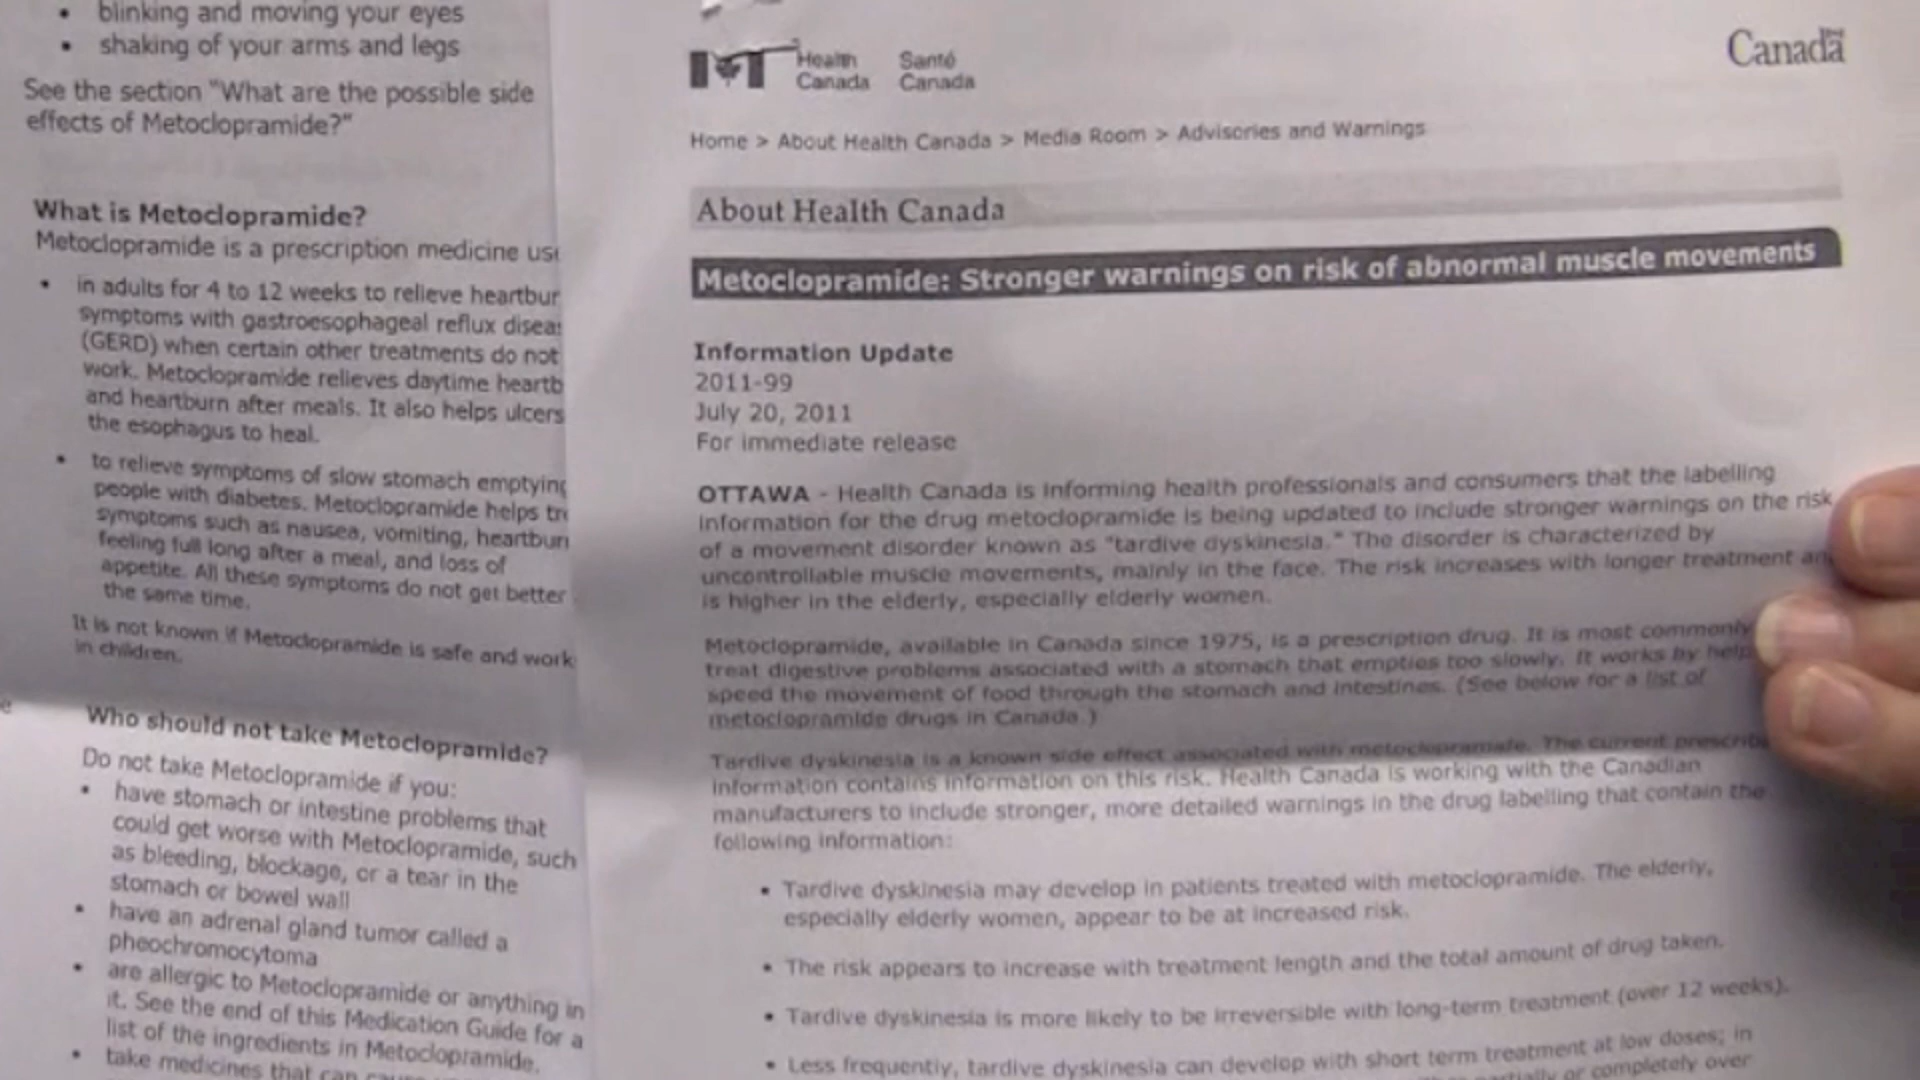 blinking and moving your eyes
shaking of your arms and legs
See the section "What are the possible side
effects of Metoclopramide?"
What is Metoclopramide?
Metoclopramide is a prescription medicine
in adults for 4 to 12 weeks to relieve
symptoms with gastroesophageal reflux
(GERD) when certain other treatments do not
work. Metoclopramide relieves daytime
and heartburn after meals. It also helps ulcers
the esophagus to heal.
to relieve symptoms of slow stomach
people with diabetes. Metoclopramide helps
symptoms such as nausea, vomiting,
feeling full long after a meal, and loss of
appetite. All these symptoms do not get better
the same time.
It is not known if Metoclopramide is safe and
in children.
Who should not take Metoclopramide?
Do not take Metoclopramide if you:
have stomach or intestine problems that
could get worse with Metoclopramide, such
as bleeding, blockage, or a tear in the
stomach or bowel wall
have an adrenal gland tumor called a
pheochromocytoma
are allergic to Metoclopramide or anything in
it. See the end of this Medication Guide for a
list of the ingredients in Metoclopramide.
take medicines that can
Health Santé
Canada Canada
Canada
Home > About Health Canada > Media Room > Advisories and Warnings
About Health Canada
Metoclopramide: Stronger warnings on risk of abnormal muscle movements
Information Update
2011-99
July 20, 2011
For immediate release
OTTAWA - Health Canada is informing health professionals and consumers that the labelling
information for the drug metoclopramide is being updated to include stronger warnings on the risk
of a movement disorder known as "tardive dyskinesia." The disorder is characterized by
uncontrollable muscle movements, mainly in the face. The risk increases with longer treatment
is higher in the elderly, especially elderly women.
Metoclopramide, available in Canada since 1975, is a prescription drug. It is most commonly
treat digestive problems associated with a stomach that empties too slowly. It works by
speed the movement of food through the stomach and intestines. (See below for a list of
metoclopramide drugs in Canada.)
Tardive dyskinesia is a known side effect associated with metoclopramide. The current
information contains information on this risk. Health Canada is working with the Canadian
manufacturers to include stronger, more detailed warnings in the drug labelling that contain the
following information:
Tardive dyskinesia may develop in patients treated with metoclopramide. The elderly,
especially elderly women, appear to be at increased risk.
The risk appears to increase with treatment length and the total amount of drug taken.
Tardive dyskinesia is more likely to be irreversible with long-term treatment (over 12 weeks).
Less frequently, tardive dyskinesia can develop with short term treatment at low doses; in
partially or completely over